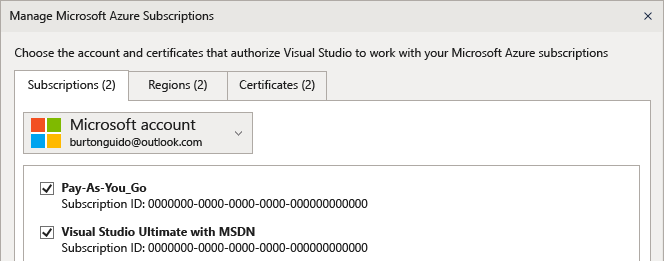 Manage Microsoft Azure Subscriptions
Choose the account and certificates that authorize Visual Studio to work with your Microsoft Azure subscriptions
Subscriptions (2)
Regions (2)
Certificates (2)
Microsoft account
burtonguido@outlook.com
Pay-As-You_Go
Subscription ID: 0000000-0000-0000-0000-000000000000
Visual Studio Ultimate with MSDN
Subscription ID: 0000000-0000-0000-0000-000000000000